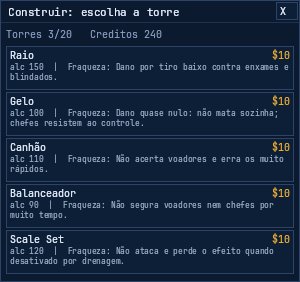 Construir: escolha a torre X
Torres 3/20 Creditos 240
Raio $10
alc 150 | Fraqueza: Dano por tiro baixo contra enxames e
blindados.
Gelo $10
alc 100 | Fraqueza: Dano quase nulo: não mata sozinha;
chefes resistem ao controle.
Canhão $10
alc 110 | Fraqueza: Não acerta voadores e erra os muito
rápidos.
Balanceador $10
alc 90 | Fraqueza: Não segura voadores nem chefes por
muito tempo.
Scale Set $10
alc 120 | Fraqueza: Não ataca e perde o efeito quando
desativado por drenagem.